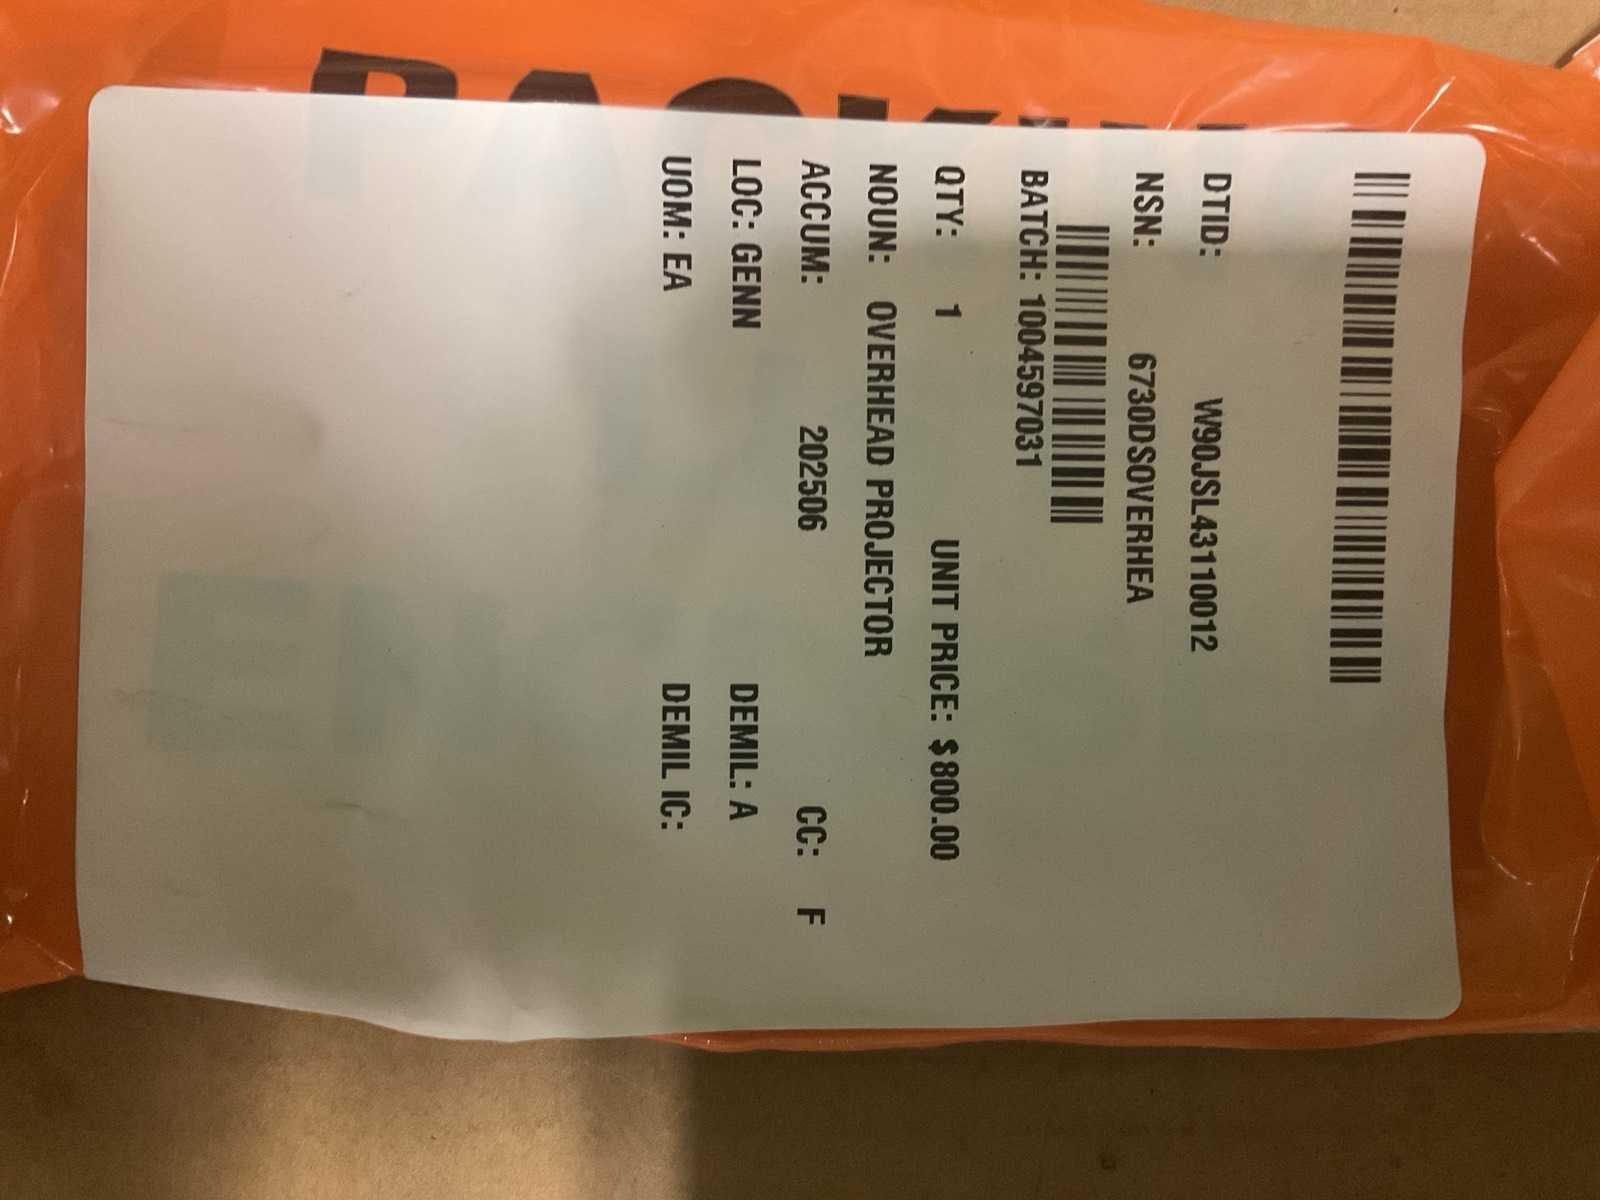 DTID: W90JSL43110012
NSN: 6730DSOVERHEA
BATCH: 1004597031
QTY: 1 UNIT PRICE: $800.00
NOUN: OVERHEAD PROJECTOR
ACCUM: 202506 CC: F
LOC: GENN DEMIL: A
UOM: EA DEMIL IC: